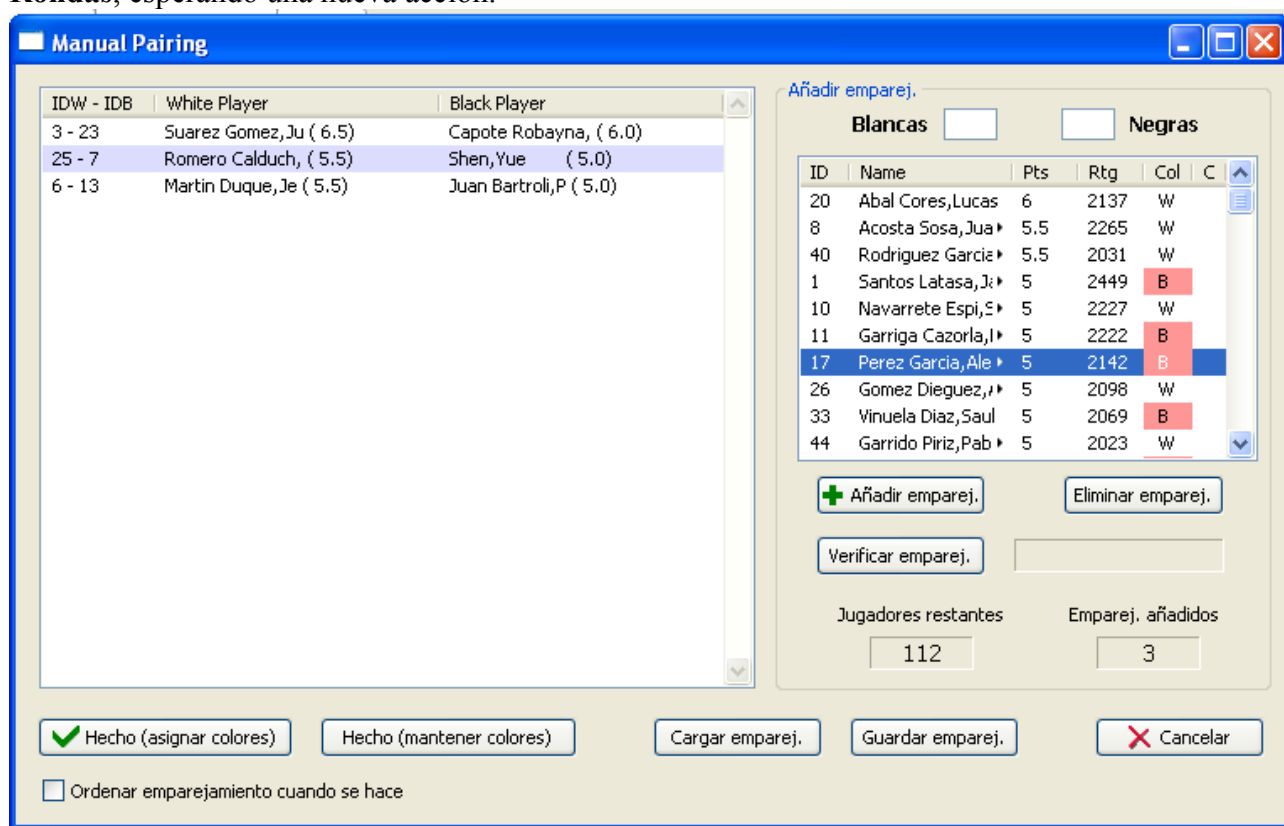 Rondas, esperando una nueva acción.
Manual Pairing
IDW - IDB White Player Black Player
3 - 23 Suarez Gomez,Ju ( 6.5) Capote Robayna, ( 6.0)
25 - 7 Romero Calduch, ( 5.5) Shen,Yue ( 5.0)
6 - 13 Martin Duque,Je ( 5.5) Juan Bartroli,P ( 5.0)
Añadir emparej.
Blancas Negras
ID Name Pts Rtg Col C
20 Abal Cores,Lucas 6 2137 W
8 Acosta Sosa,Jua 5.5 2265 W
40 Rodriguez Garcia 5.5 2031 W
1 Santos Latasa,Ja 5 2449 B
10 Navarrete Espi,S 5 2227 W
11 Garriga Cazorla, 5 2222 B
17 Perez Garcia,Ale 5 2142 B
26 Gomez Dieguez, 5 2098 W
33 Vinuela Diaz,Saul 5 2069 B
44 Garrido Piriz,Pab 5 2023 W
Añadir emparej. Eliminar emparej.
Verificar emparej.
Jugadores restantes Emparej. añadidos
112 3
Hecho (asignar colores) Hecho (mantener colores) Cargar emparej. Guardar emparej. Cancelar
Ordenar emparejamiento cuando se hace